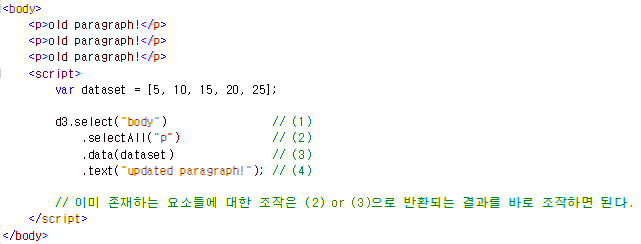 <body>
<p>old paragraph!</p>
<p>old paragraph!</p>
<p>old paragraph!</p>
<script>
var dataset = [5, 10, 15, 20, 25];
d3.select("body") // (1)
.selectAll("p") // (2)
.data(dataset) // (3)
.text("updated paragraph!"); // (4)
// 이미 존재하는 요소들에 대한 조작은 (2) or (3)으로 반환되는 결과를 바로 조작하면 된다.
</script>
</body>